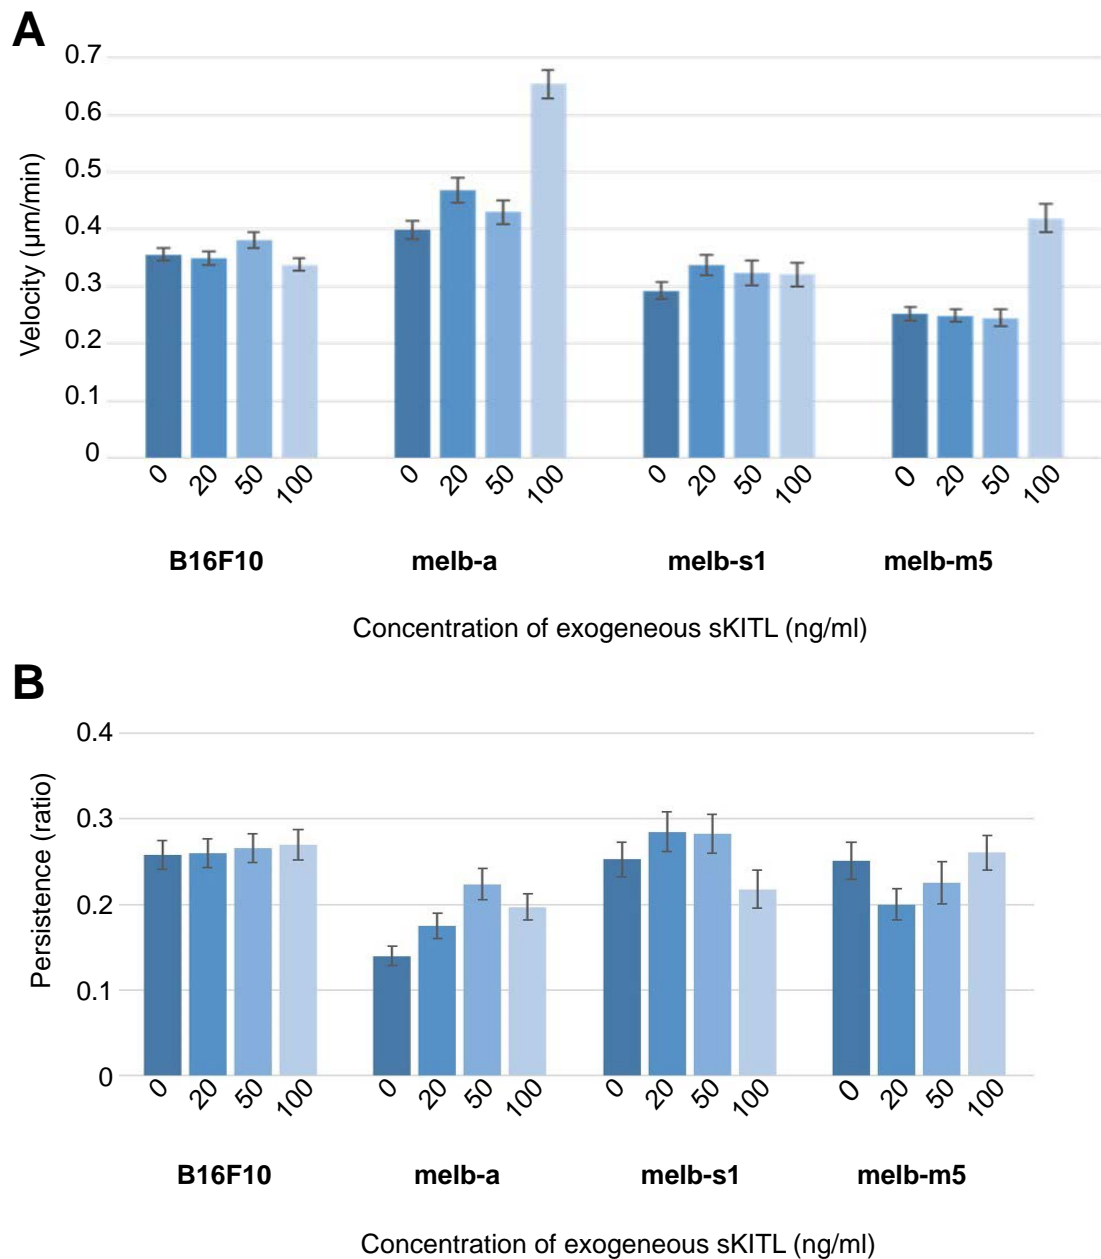 A
0.7
0.6
0.5
0.4
0.3
0.2
0.1
0
Velocity (μm/min)
0 20 50 100 0 20 50 100 0 20 50 100 0 20 50 100
B16F10 melb-a melb-s1 melb-m5
Concentration of exogeneous sKITL (ng/ml)
B
0.4
0.3
0.2
0.1
0
Persistence (ratio)
0 20 50 100 0 20 50 100 0 20 50 100 0 20 50 100
B16F10 melb-a melb-s1 melb-m5
Concentration of exogeneous sKITL (ng/ml)